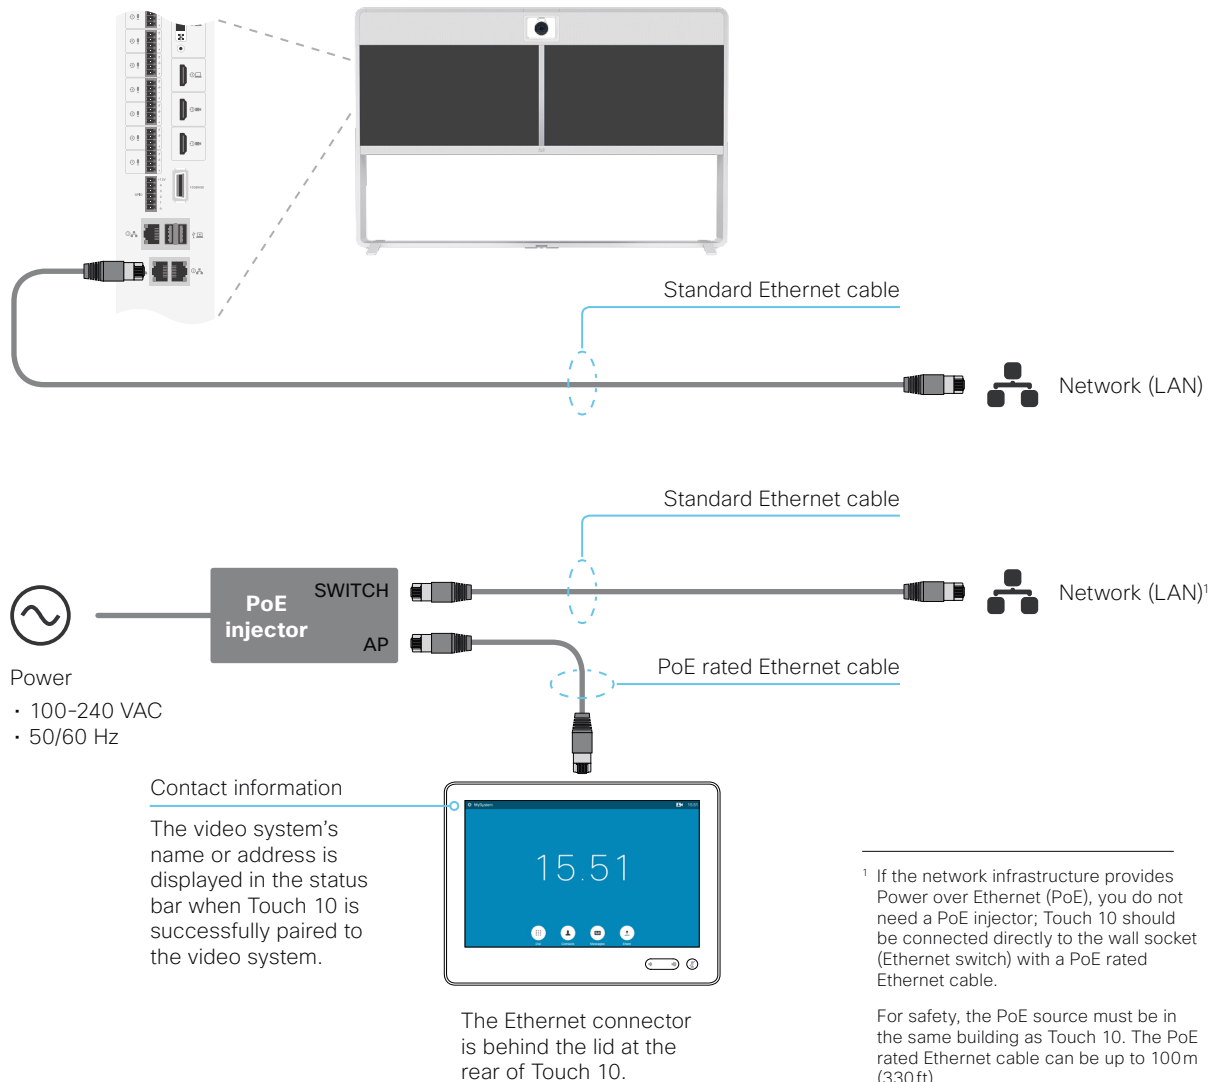 Standard Ethernet cable
Network (LAN)
Standard Ethernet cable
SWITCH
PoE
injector
AP
Network (LAN)¹
PoE rated Ethernet cable
Power
• 100-240 VAC
• 50/60 Hz
Contact information
The video system's
name or address is
displayed in the status
bar when Touch 10 is
successfully paired to
the video system.
MySystem
15:51
15.51
Call
Contacts
Messages
The Ethernet connector
is behind the lid at the
rear of Touch 10.
¹ If the network infrastructure provides
Power over Ethernet (PoE), you do not
need a PoE injector; Touch 10 should
be connected directly to the wall socket
(Ethernet switch) with a PoE rated
Ethernet cable.
For safety, the PoE source must be in
the same building as Touch 10. The PoE
rated Ethernet cable can be up to 100 m
(330 ft)